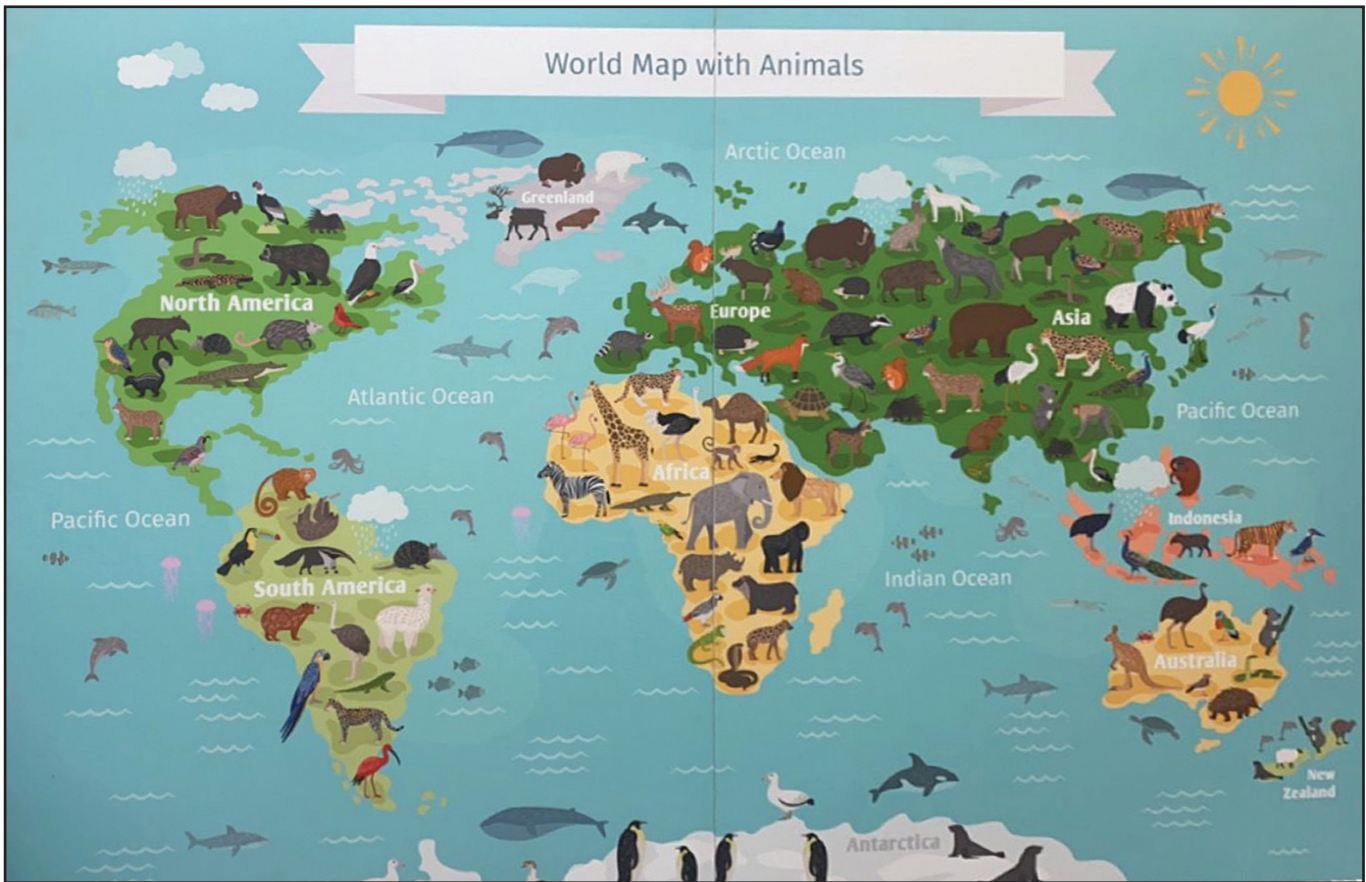 World Map with Animals
Arctic Ocean
Greenland
North America
Europe
Asia
Atlantic Ocean
Pacific Ocean
Africa
Pacific Ocean
Indonesia
South America
Indian Ocean
Australia
New
Zealand
Antarctica